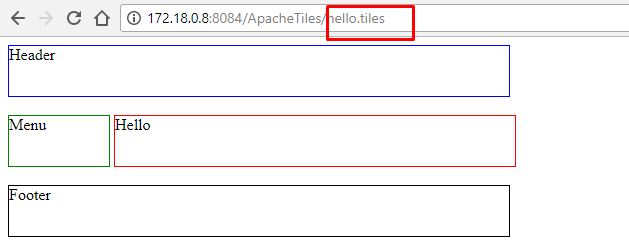 172.18.0.8:8084/ApacheTiles/hello.tiles
Header
Menu
Hello
Footer